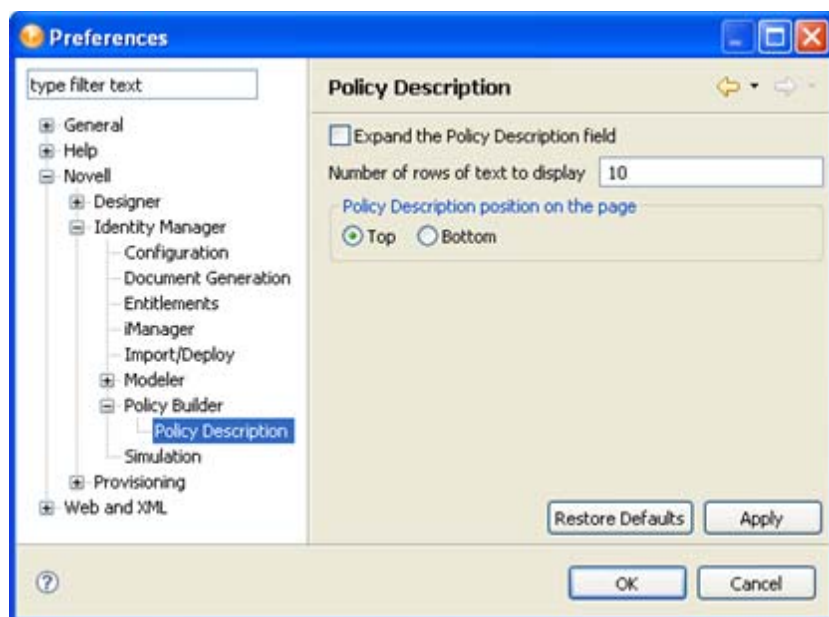 Preferences
type filter text
General
Help
Novell
Designer
Identity Manager
Configuration
Document Generation
Entitlements
iManager
Import/Deploy
Modeler
Policy Builder
Policy Description
Simulation
Provisioning
Web and XML
Policy Description
Expand the Policy Description field
Number of rows of text to display 10
Policy Description position on the page
Top Bottom
Restore Defaults Apply
? OK Cancel